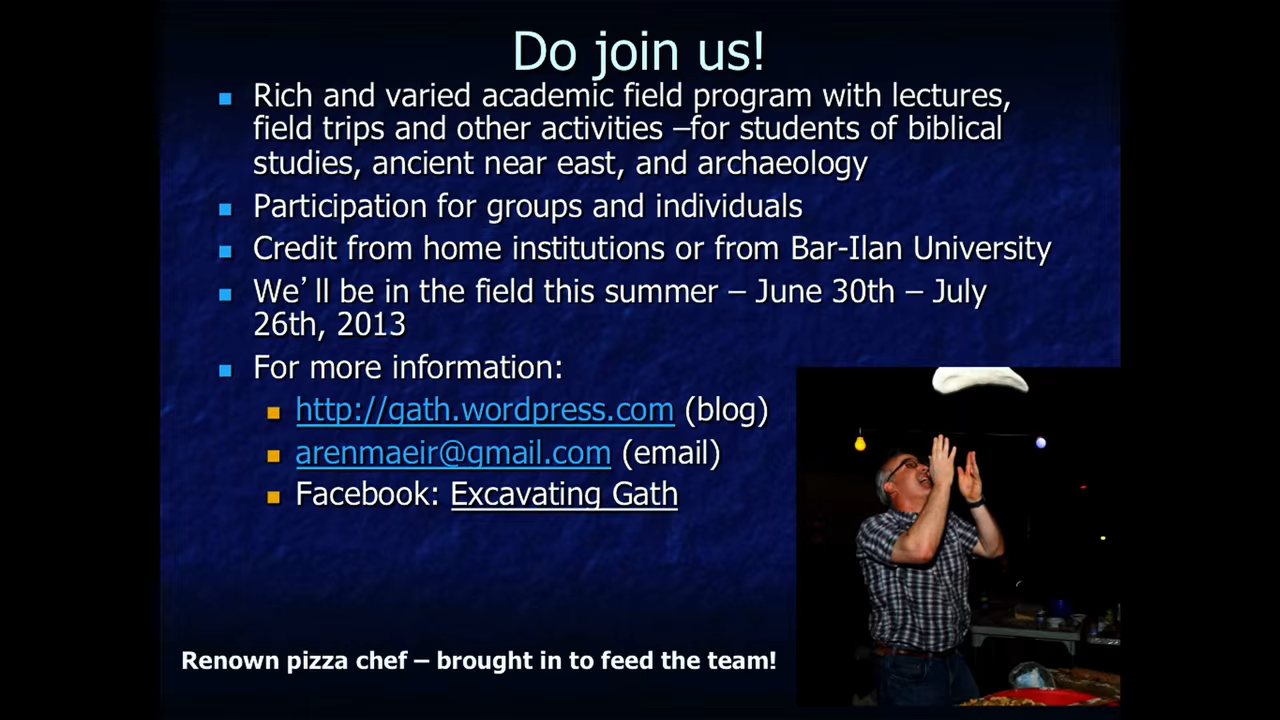 Do join us!
Rich and varied academic field program with lectures,
field trips and other activities –for students of biblical
studies, ancient near east, and archaeology
Participation for groups and individuals
Credit from home institutions or from Bar-Ilan University
We’ll be in the field this summer – June 30th – July
26th, 2013
For more information:
http://gath.wordpress.com (blog)
arenmaeir@gmail.com (email)
Facebook: Excavating Gath
Renown pizza chef – brought in to feed the team!